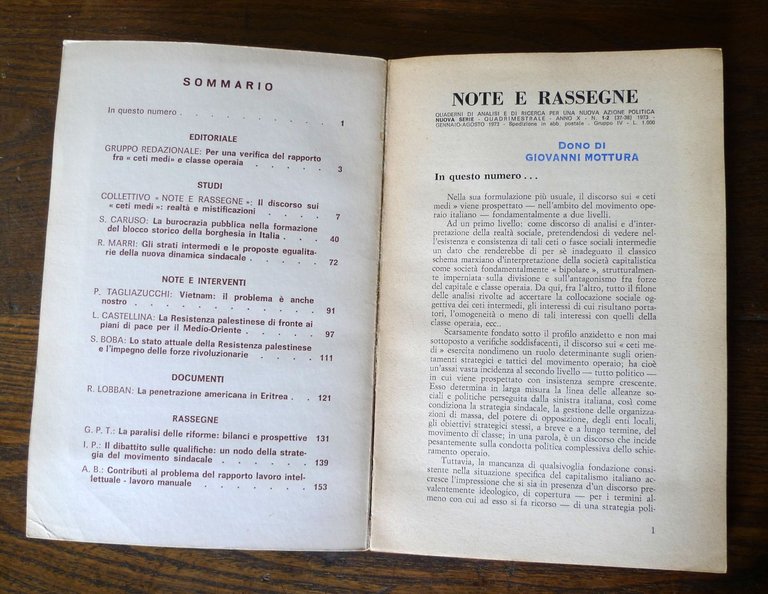 SOMMARIO
In questo numero . . . . . . . . 1
EDITORIALE
GRUPPO REDAZIONALE: Per una verifica del rapporto
fra « ceti medi » e classe operaia . . . . . 3
STUDI
COLLETTIVO « NOTE E RASSEGNE »: Il discorso sui
« ceti medi »: realtà e mistificazioni . . . . 7
S. CARUSO: La burocrazia pubblica nella formazione
del blocco storico della borghesia in Italia . . 40
R. MARRI: Gli strati intermedi e le proposte egualita-
rie della nuova dinamica sindacale . . . . 72
NOTE E INTERVENTI
P. TAGLIAZUCCHI: Vietnam: il problema è anche
nostro . . . . . . . . . 91
L. CASTELLINA: La Resistenza palestinese di fronte ai
piani di pace per il Medio-Oriente . . . . 97
S. BOBA: Lo stato attuale della Resistenza palestinese
e l'impegno delle forze rivoluzionarie . . . 111
DOCUMENTI
R. LOBBAN: La penetrazione americana in Eritrea . . 121
RASSEGNE
G. P. T.: La paralisi delle riforme: bilanci e prospettive 131
I. P.: Il dibattito sulle qualifiche: un nodo della strate-
gia del movimento sindacale . . . . . 139
A. B.: Contributi al problema del rapporto lavoro intel-
lettuale - lavoro manuale . . . . . . 153
NOTE E RASSEGNE
QUADERNI DI ANALISI E DI RICERCA PER UNA NUOVA AZIONE POLITICA
NUOVA SERIE - QUADRIMESTRALE - ANNO X - N. 1-2 (37-38) 1973 -
GENNAIO-AGOSTO 1973 - Spedizione in abb. postale - Gruppo IV - L. 1.000
DONO DI
GIOVANNI MOTTURA
In questo numero . . .
Nella sua formulazione più usuale, il discorso sui « ceti
medi » viene prospettato — nell'ambito del movimento ope-
raio italiano — fondamentalmente a due livelli.
Ad un primo livello: come discorso di analisi e d'inter-
pretazione della realtà sociale, pretendendosi di vedere nel-
l'esistenza e consistenza di tali ceti o fasce sociali intermedie
un dato che renderebbe di per sè inadeguato il classico
schema marxiano d'interpretazione della società capitalistica
come società fondamentalmente « bipolare », strutturalmente
imperniata sulla divisione e sull'antagonismo fra forze
del capitale e classe operaia. Da qui, fra l'altro, tutto il filone
delle analisi rivolte ad accertare la collocazione sociale og-
gettiva dei ceti intermedi, gli interessi di cui risultano porta-
tori, l'omogeneità o meno di tali interessi con quelli della
classe operaia, ecc..
Scarsamente fondato sotto il profilo anzidetto e non mai
sottoposto a verifiche soddisfacenti, il discorso sui « ceti me-
di » esercita nondimeno un ruolo determinante sugli orienta-
menti strategici e tattici del movimento operaio; ha cioè
un'assai vasta incidenza al secondo livello — tutto politico —
in cui viene prospettato con insistenza sempre crescente.
Esso determina in larga misura la linea delle alleanze so-
ciali e politiche perseguita dalla sinistra italiana, così come
condiziona la strategia sindacale, la gestione delle organizza-
zioni di massa, del potere, di opposizione, degli enti locali,
gli obiettivi strategici stessi, a breve e a lungo termine, del
movimento di classe; in una parola, è un discorso che incide
pesantemente sulla condotta politica complessiva dello schie-
ramento operaio.
Tuttavia, la mancanza di qualsivoglia fondazione consi-
stente nella situazione specifica del capitalismo italiano ac-
cresce l'impressione che si sia in presenza d'un discorso pre-
valentemente ideologico, di copertura — per i termini al-
meno con cui ad esso si fa ricorso — di una strategia poli-
1